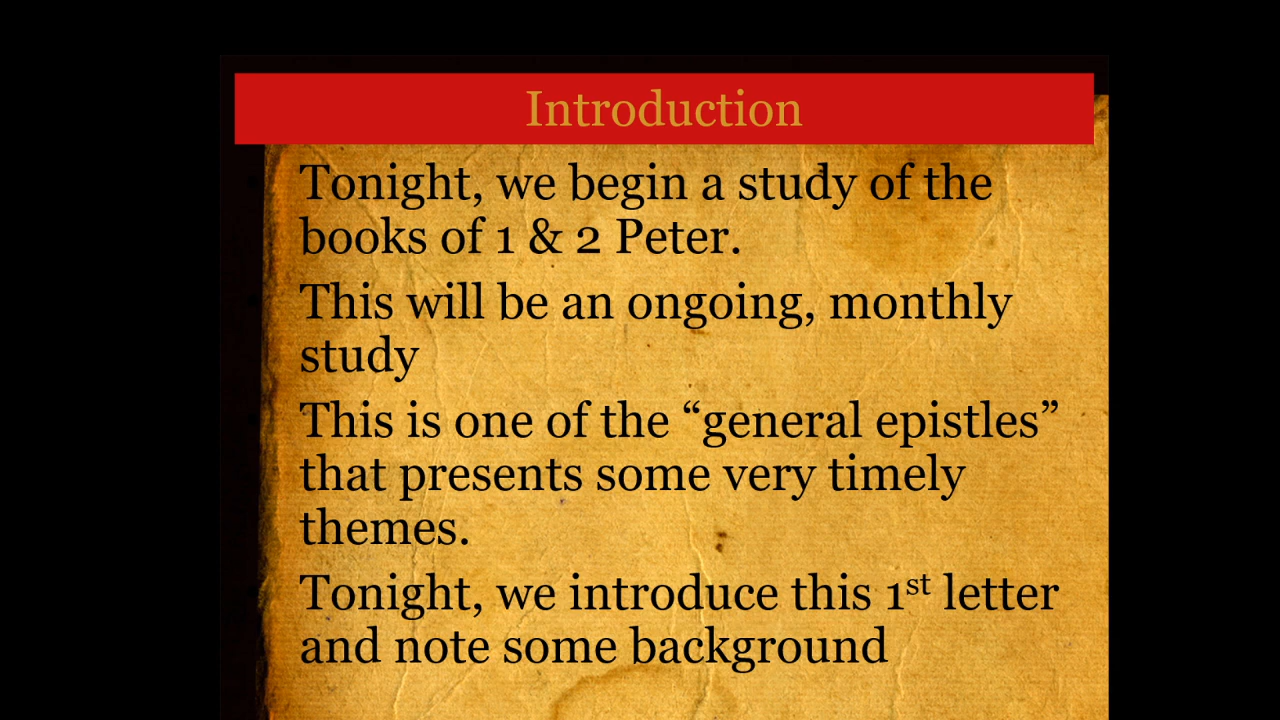 Introduction
Tonight, we begin a study of the
books of 1 & 2 Peter.
This will be an ongoing, monthly
study
This is one of the “general epistles”
that presents some very timely
themes.
Tonight, we introduce this 1st letter
and note some background